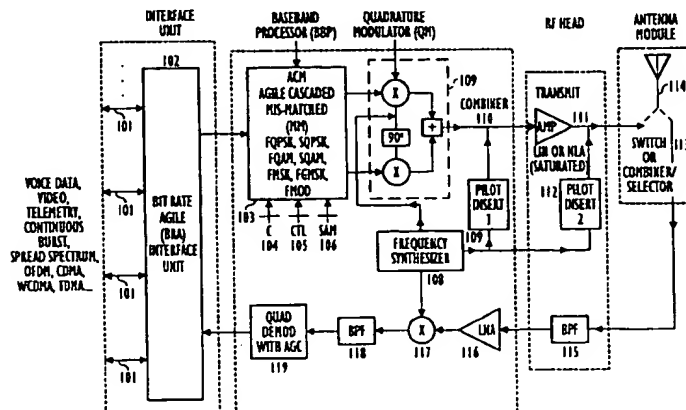 INTERFACE
UNIT
102
BASEBAND
PROCESSOR (BBP)
QUADRATURE
MODULATOR (QM)
RF HEAD
ANTENNA
MODULE
101
101
101
101
VOICE DATA,
VIDEO,
TELEMETRY,
CONTINUOUS
BURST,
SPREAD SPECTRUM,
OFDM, CDMA,
WCDMA, TDMA...
BIT RATE
AGILE
(BRA)
INTERFACE
UNIT
ACM
AGILE CASCADED
MIS-MATCHED
(MM)
FQPSK, SQPSK,
FQAM, SQAM,
FMSK, FGMSK,
FMOD
103
C
104
CTL
105
SAM
106
X
90°
X
+
109
COMBINER
110
PILOT
INSERT
1
109
FREQUENCY
SYNTHESIZER
108
TRANSMIT
AMP
111
LIN OR NLA
(SATURATED)
112
PILOT
INSERT 2
114
113
SWITCH OR
COMBINER/
SELECTOR
QUAD
DEMOD
WITH AGC
119
BPF
118
X
117
LNA
116
BPF
115